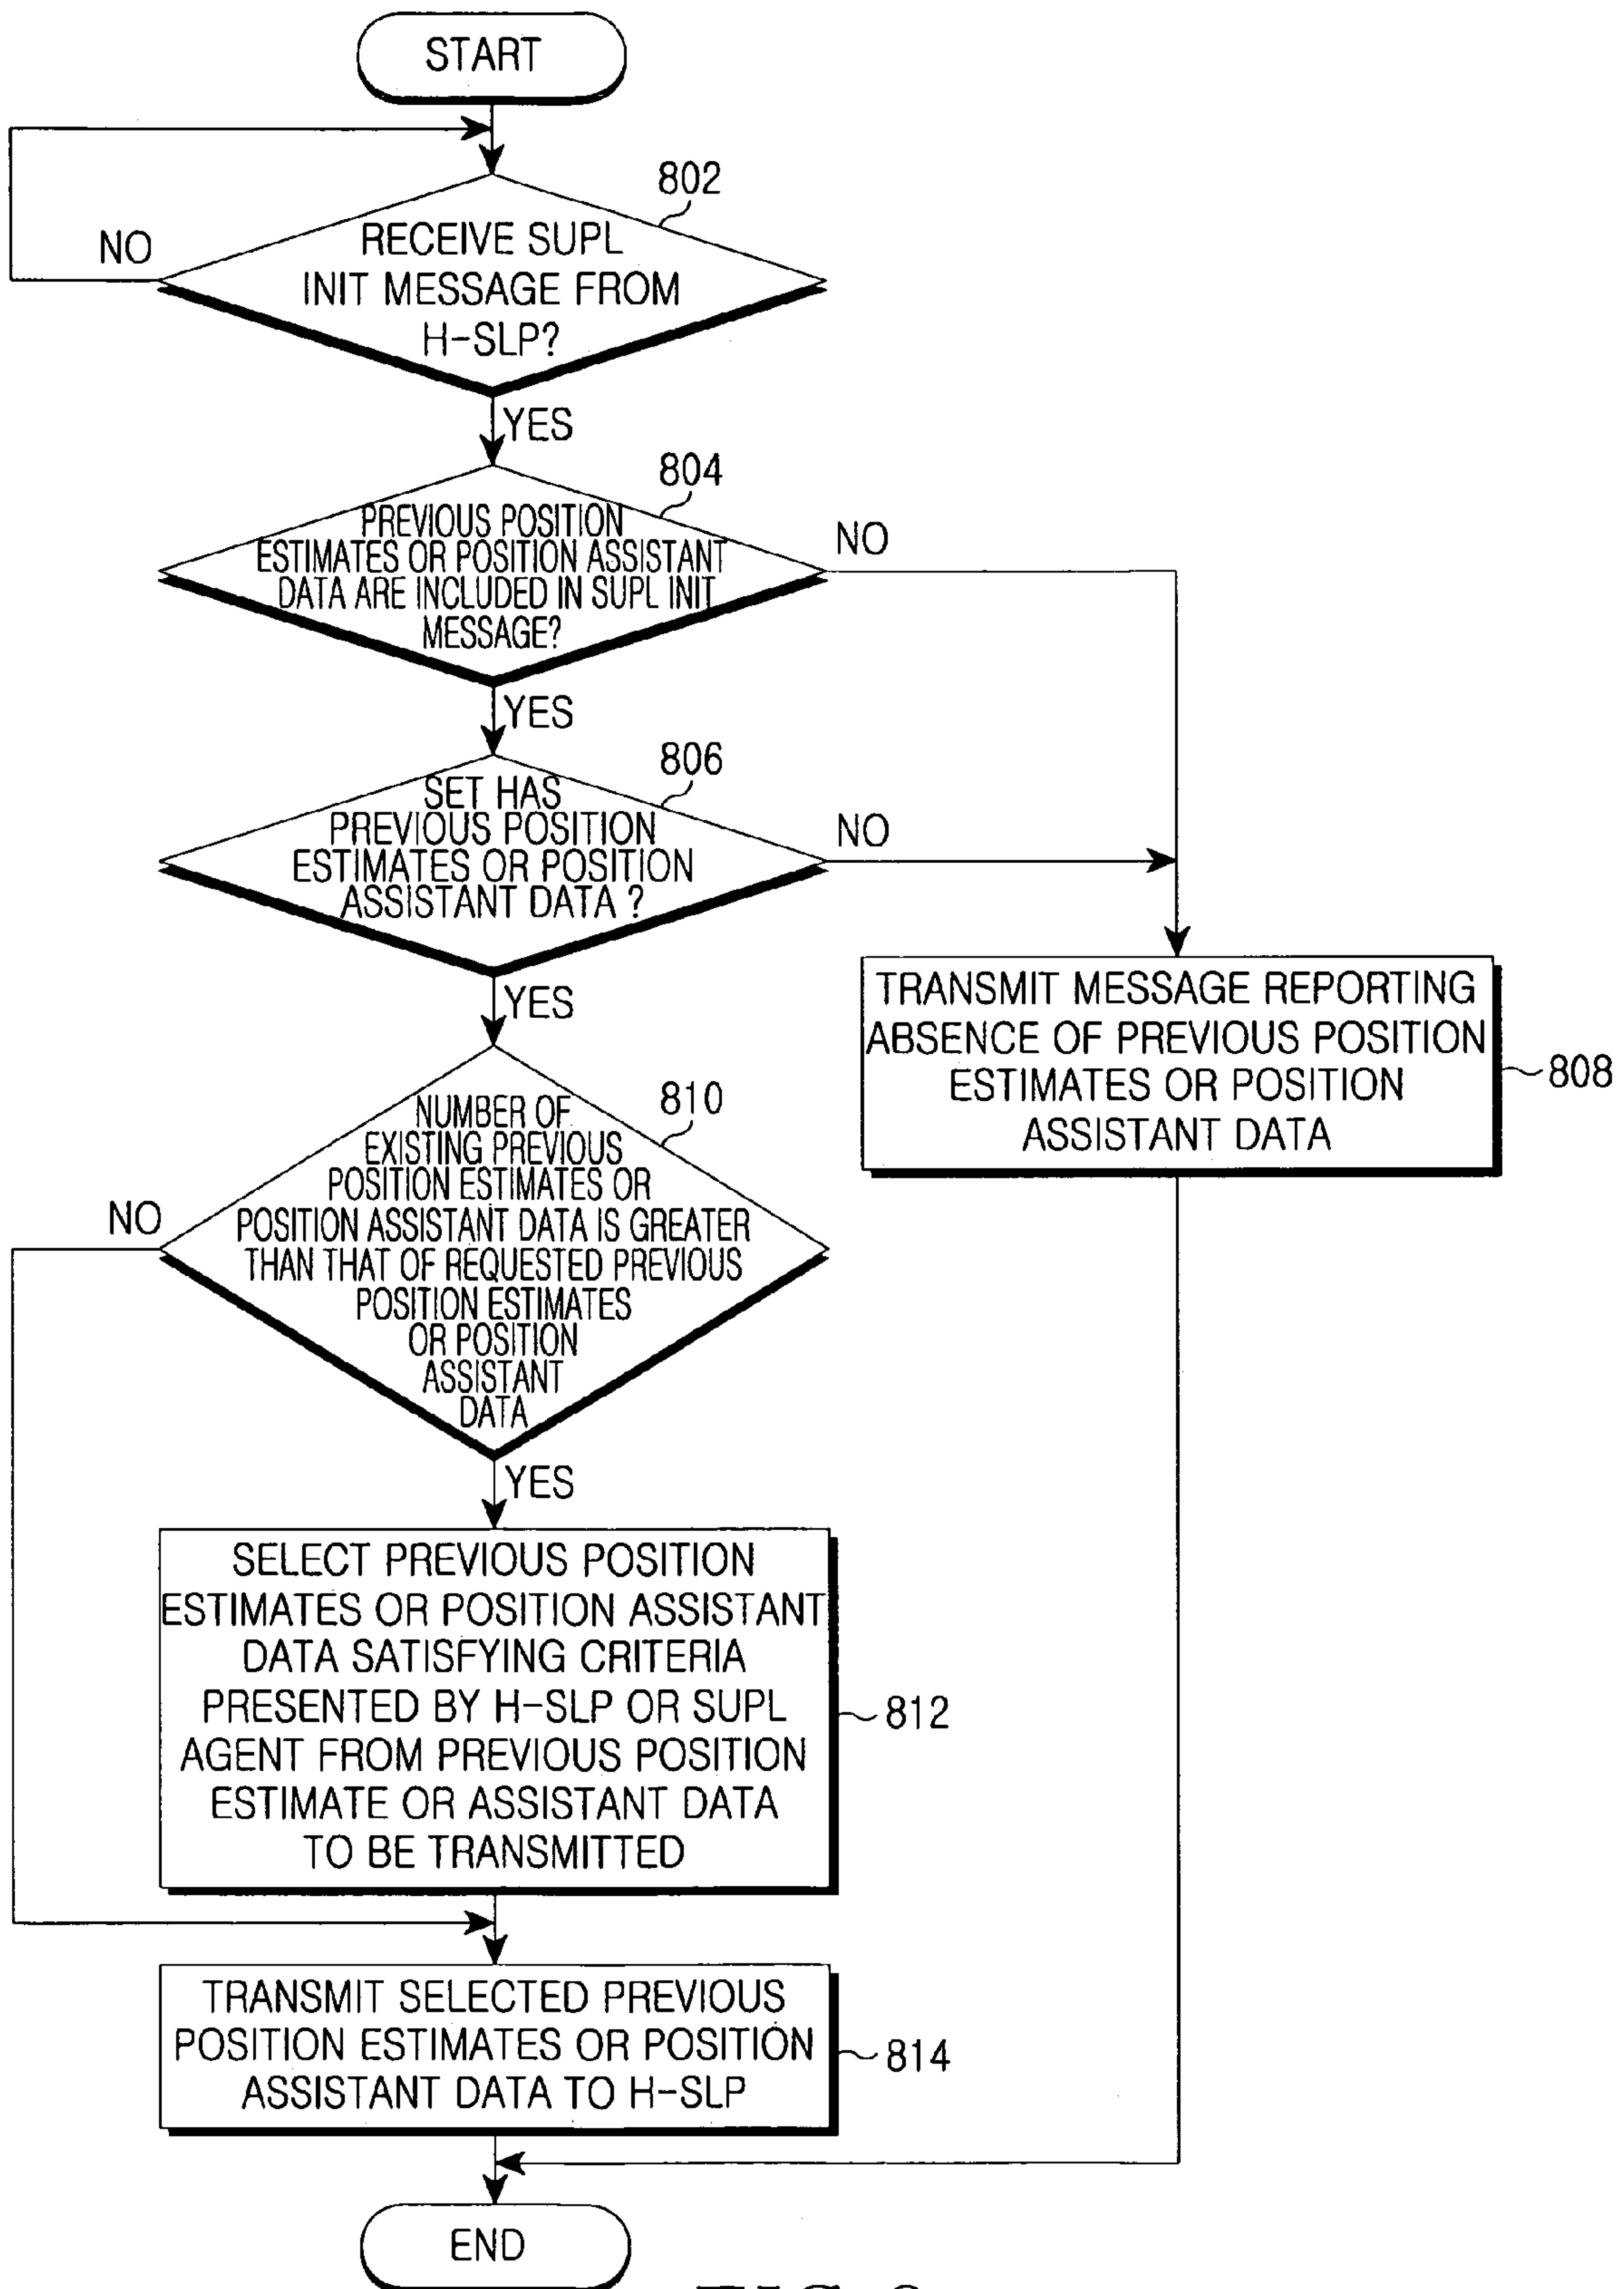 START
802
RECEIVE SUPL
INIT MESSAGE FROM
H-SLP?
NO
YES
804
PREVIOUS POSITION
ESTIMATES OR POSITION ASSISTANT
DATA ARE INCLUDED IN SUPL INIT
MESSAGE?
NO
YES
806
SET HAS
PREVIOUS POSITION
ESTIMATES OR POSITION
ASSISTANT DATA ?
NO
YES
TRANSMIT MESSAGE REPORTING
ABSENCE OF PREVIOUS POSITION
ESTIMATES OR POSITION
ASSISTANT DATA
808
810
NUMBER OF
EXISTING PREVIOUS
POSITION ESTIMATES OR
POSITION ASSISTANT DATA IS GREATER
THAN THAT OF REQUESTED PREVIOUS
POSITION ESTIMATES
OR POSITION
ASSISTANT
DATA
NO
YES
SELECT PREVIOUS POSITION
ESTIMATES OR POSITION ASSISTANT
DATA SATISFYING CRITERIA
PRESENTED BY H-SLP OR SUPL
AGENT FROM PREVIOUS POSITION
ESTIMATE OR ASSISTANT DATA
TO BE TRANSMITTED
812
TRANSMIT SELECTED PREVIOUS
POSITION ESTIMATES OR POSITION
ASSISTANT DATA TO H-SLP
814
END